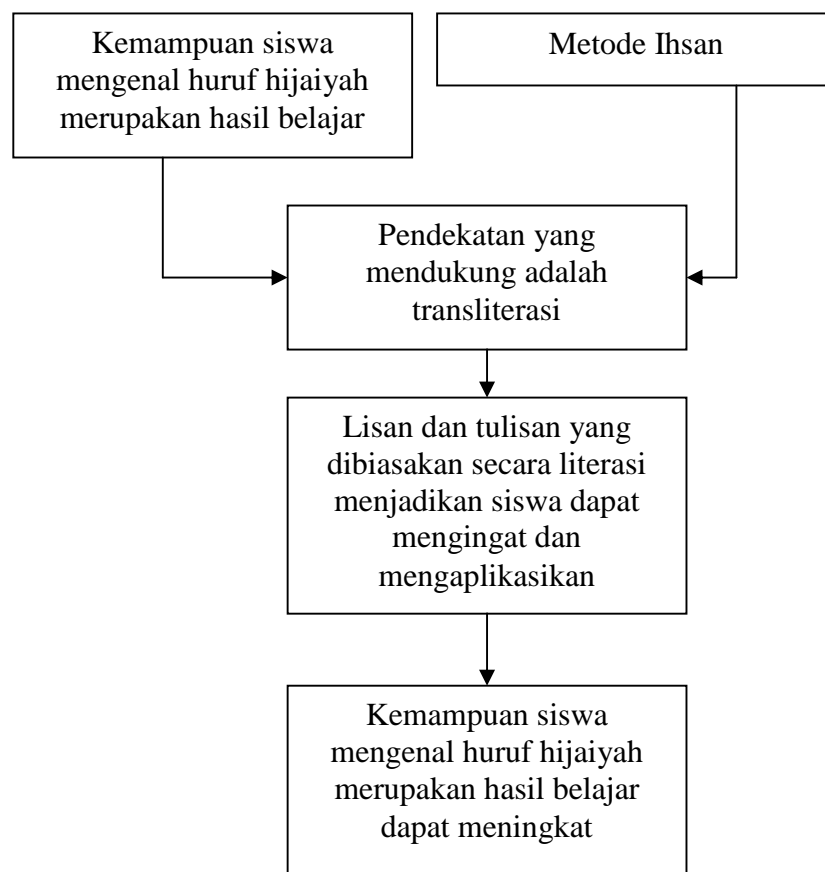 Kemampuan siswa
mengenal huruf hijaiyah
merupakan hasil belajar
Metode Ihsan
Pendekatan yang
mendukung adalah
transliterasi
Lisan dan tulisan yang
dibiasakan secara literasi
menjadikan siswa dapat
mengingat dan
mengaplikasikan
Kemampuan siswa
mengenal huruf hijaiyah
merupakan hasil belajar
dapat meningkat